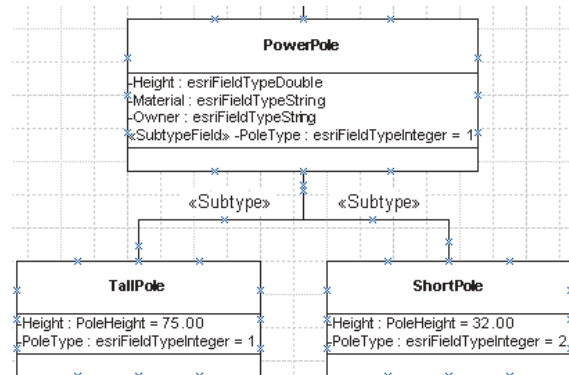 PowerPole
-Height : esriFieldTypeDouble
-Material : esriFieldTypeString
-Owner : esriFieldTypeString
«SubtypeField» -PoleType : esriFieldTypeInteger = 1
«Subtype» «Subtype»
TallPole ShortPole
-Height : PoleHeight = 75.00 -Height : PoleHeight = 32.00
-PoleType : esriFieldTypeInteger = 1 -PoleType : esriFieldTypeInteger = 2